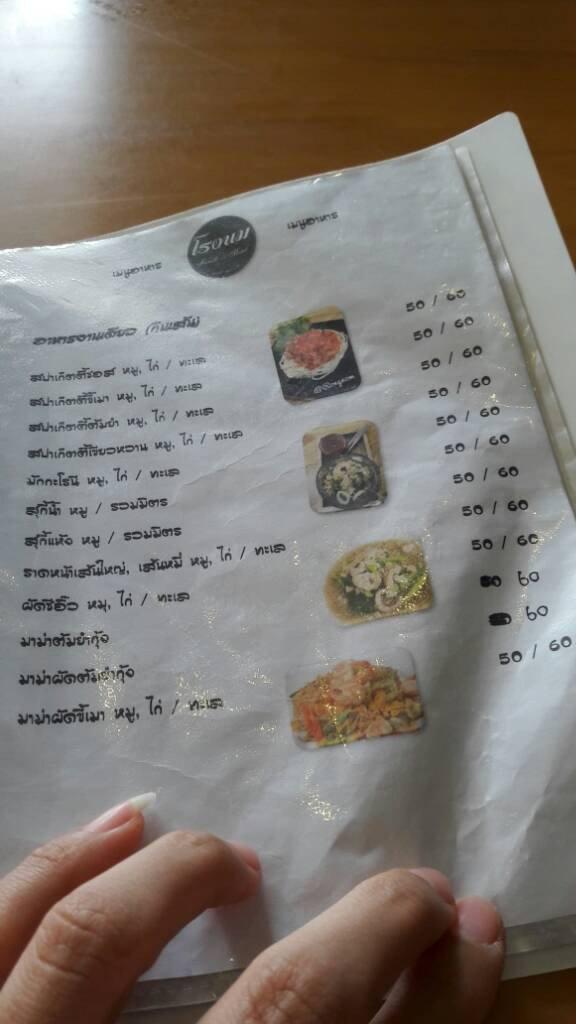 เมนูอาหาร โรงนม เมนูอาหาร
อาหารจานเดียว (กับเส้น)
สปาเกตตี้ซอส หมู, ไก่ / ทะเล 50 / 60
สปาเกตตี้ขี้เมา หมู, ไก่ / ทะเล 50 / 60
สปาเกตตี้ต้มยำ หมู, ไก่ / ทะเล 50 / 60
สปาเกตตี้เขียวหวาน หมู, ไก่ / ทะเล 50 / 60
มักกะโรนี หมู, ไก่ / ทะเล 50 / 60
สุกี้น้ำ หมู / รวมมิตร 50 / 60
สุกี้แห้ง หมู / รวมมิตร 50 / 60
ราดหน้าเส้นใหญ่, เส้นหมี่ หมู, ไก่ / ทะเล 50 / 60
ผัดซีอิ๊ว หมู, ไก่ / ทะเล 50 / 60
มาม่าต้มยำกุ้ง 60
มาม่าผัดต้มยำกุ้ง 60
มาม่าผัดขี้เมา หมู, ไก่ / ทะเล 50 / 60